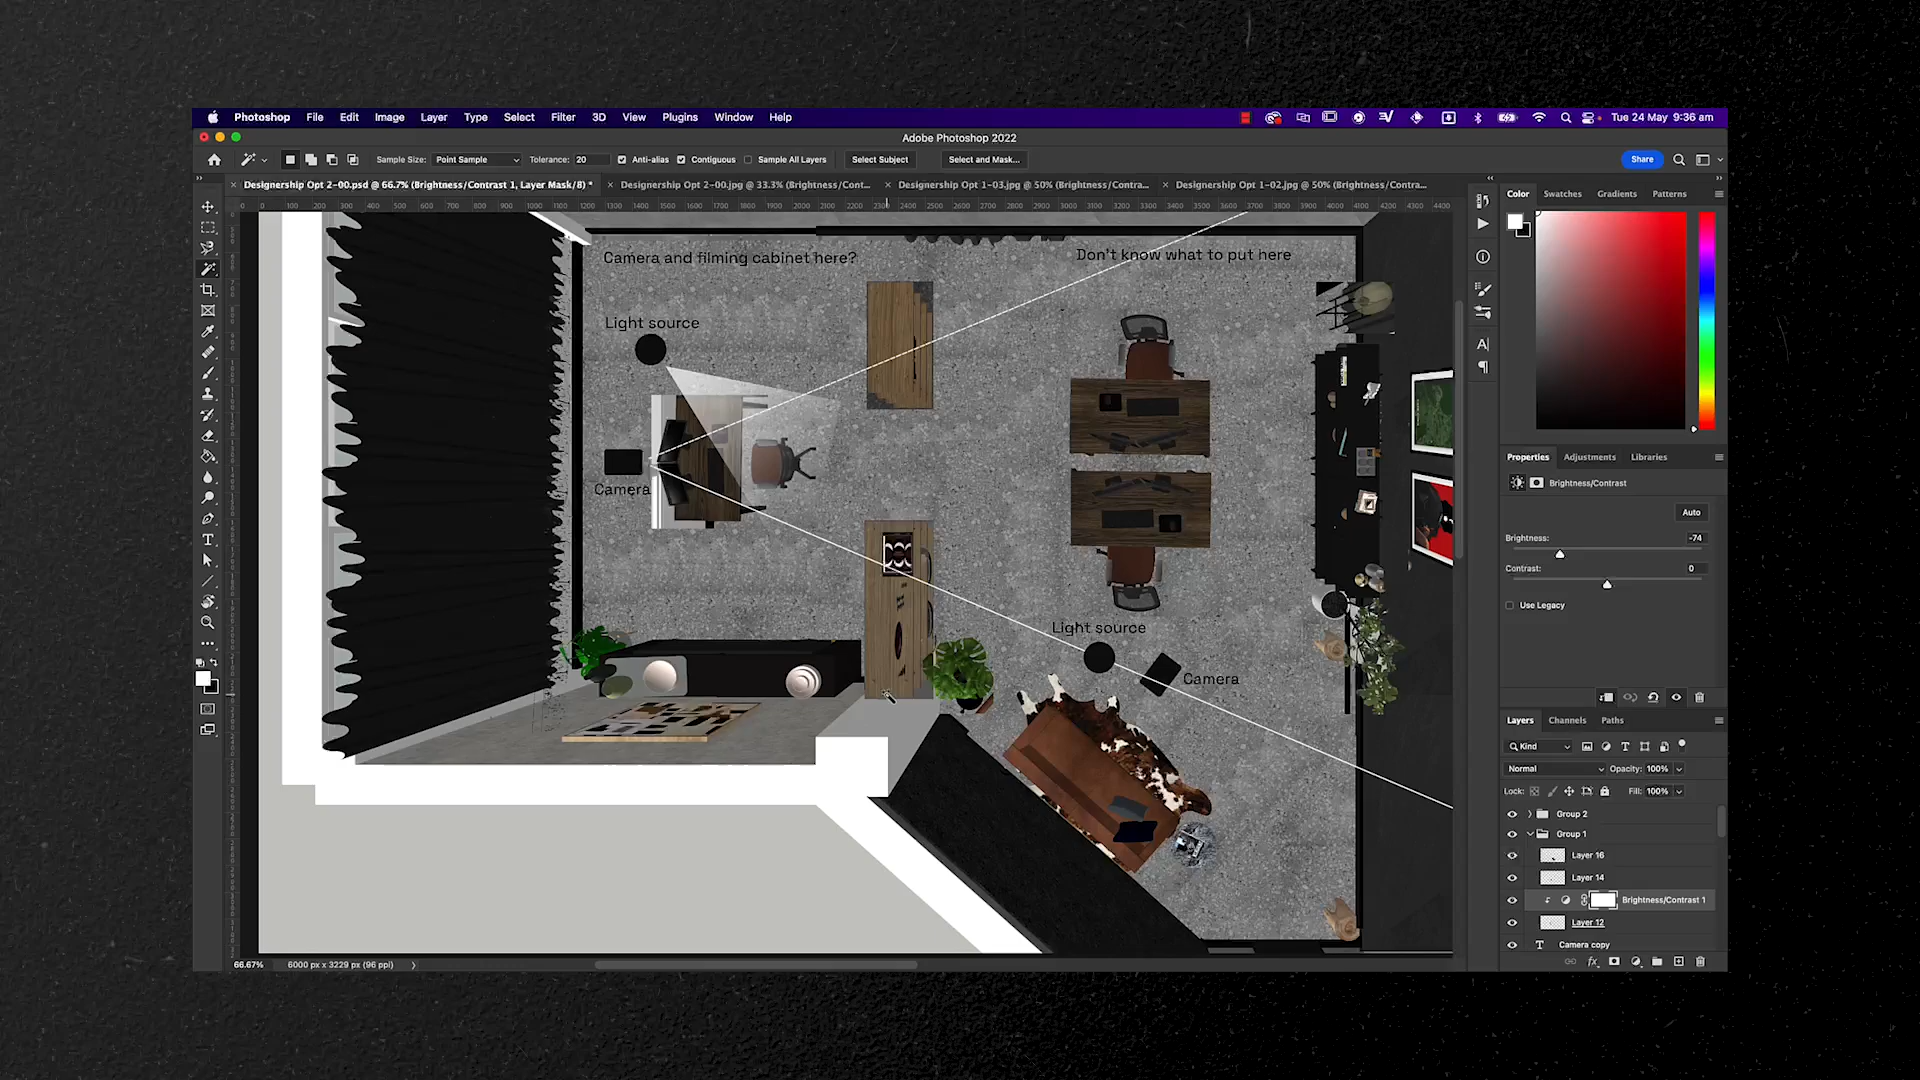 Photoshop File Edit Image Layer Type Select Filter 3D View Plugins Window Help
Tue 24 May 9:36 am
Adobe Photoshop 2022
Sample Size: Point Sample Tolerance: 20 Anti-alias Contiguous Sample All Layers Select Subject Select and Mask... Share
Designership Opt 2-00.psd @ 66.7% (Brightness/Contrast 1, Layer Mask/8) *
Designership Opt 2-00.jpg @ 33.3% (Brightness/Cont...
Designership Opt 1-03.jpg @ 50% (Brightness/Contra...
Designership Opt 1-02.jpg @ 50% (Brightness/Contra...
Color Swatches Gradients Patterns
Camera and filming cabinet here?
Don't know what to put here
Light source
Camera
Light source
Camera
Properties Adjustments Libraries
Brightness/Contrast
Auto
Brightness: -74
Contrast: 0
Use Legacy
Layers Channels Paths
Kind
Normal Opacity: 100%
Lock: Fill: 100%
Group 2
Group 1
Layer 16
Layer 14
Brightness/Contrast 1
Layer 12
Camera copy
66.67% 6000 px x 3229 px (96 ppi)